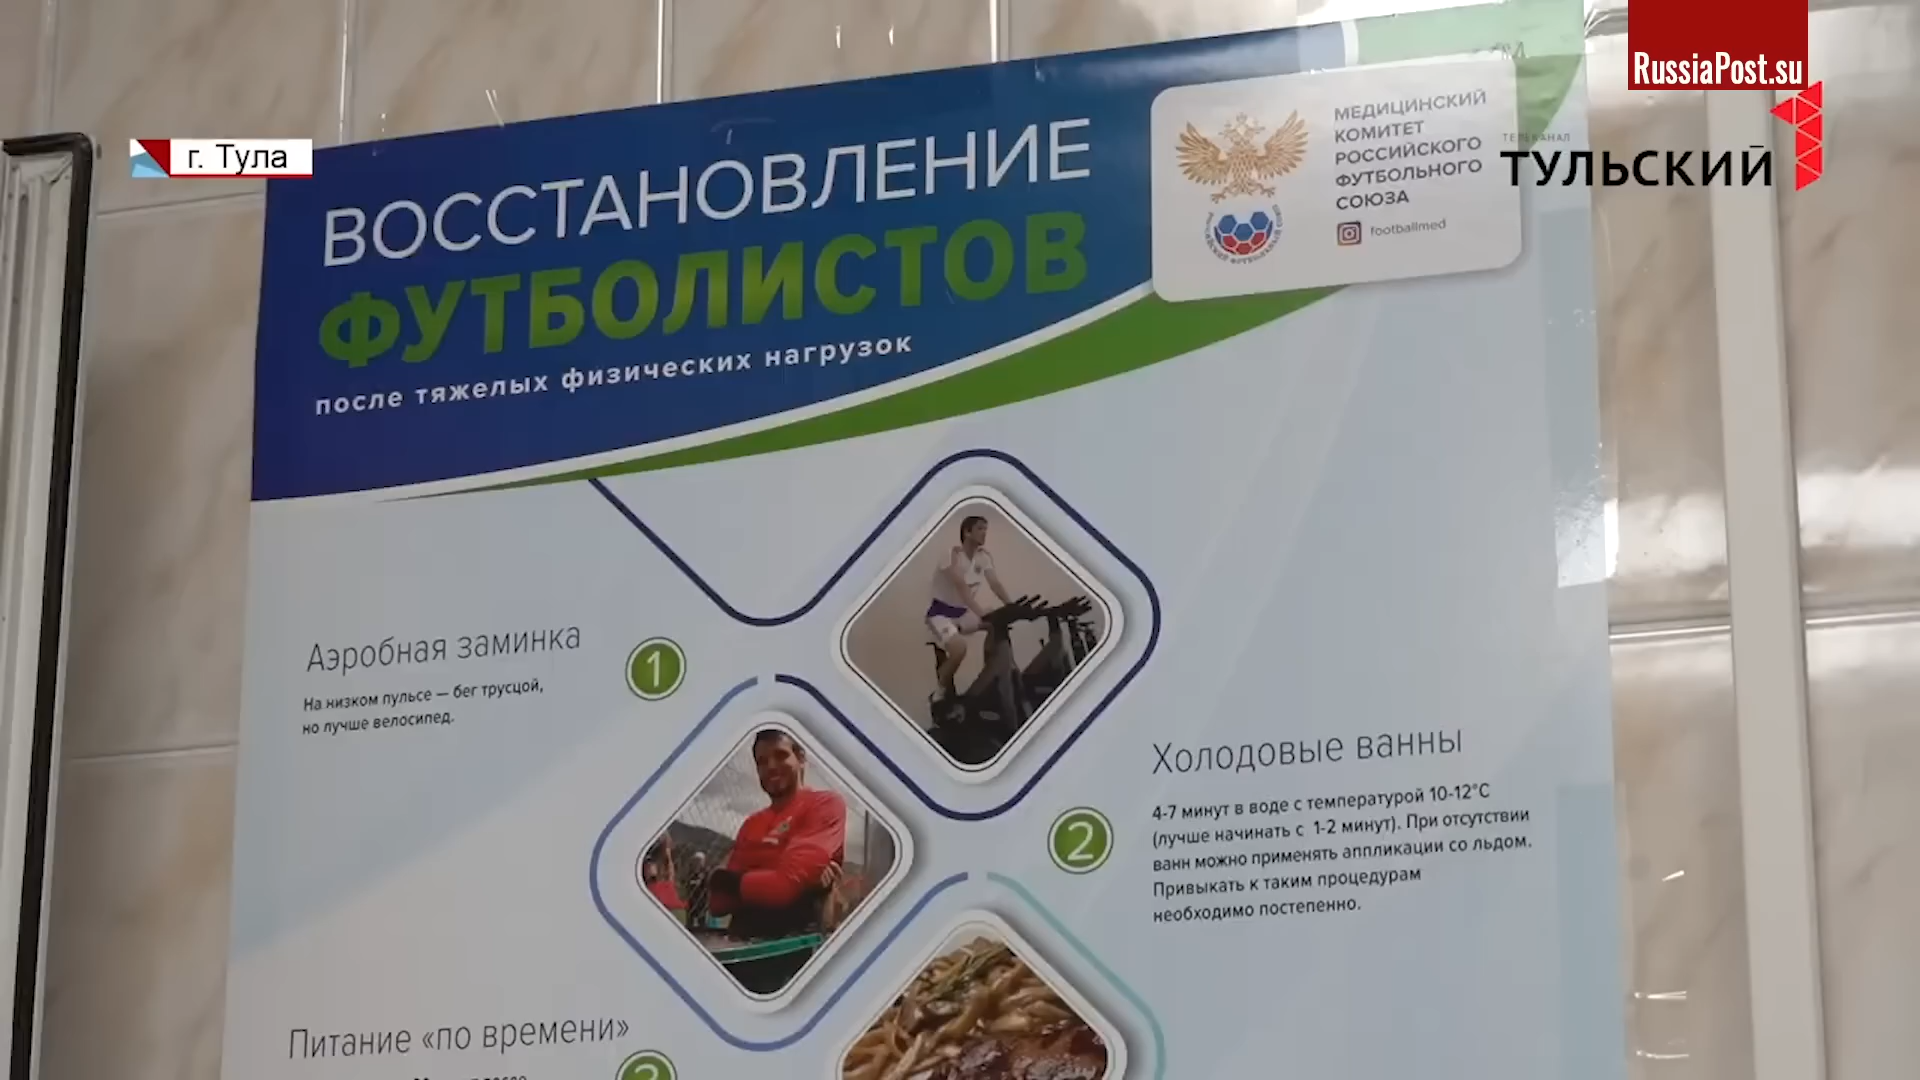 RussiaPost.su
г. Тула
ТЕЛЕКАНАЛ
ТУЛЬСКИЙ
ВОССТАНОВЛЕНИЕ
ФУТБОЛИСТОВ
после тяжелых физических нагрузок
МЕДИЦИНСКИЙ
КОМИТЕТ
РОССИЙСКОГО
ФУТБОЛЬНОГО
СОЮЗА
footballmed
Аэробная заминка
На низком пульсе — бег трусцой,
но лучше велосипед.
1
Холодовые ванны
4-7 минут в воде с температурой 10-12°С
(лучше начинать с 1-2 минут). При отсутствии
ванн можно применять аппликации со льдом.
Привыкать к таким процедурам
необходимо постепенно.
2
Питание «по времени»
3